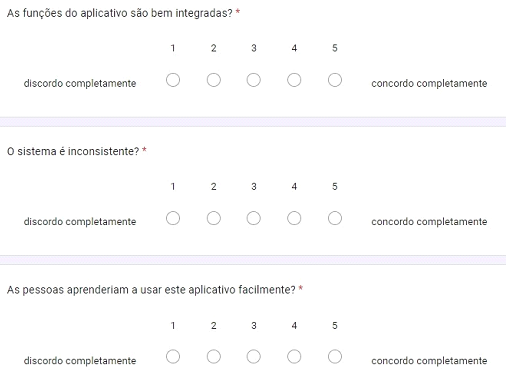 As funções do aplicativo são bem integradas? *
1 2 3 4 5
discordo completamente concordo completamente
O sistema é inconsistente? *
1 2 3 4 5
discordo completamente concordo completamente
As pessoas aprenderiam a usar este aplicativo facilmente? *
1 2 3 4 5
discordo completamente concordo completamente